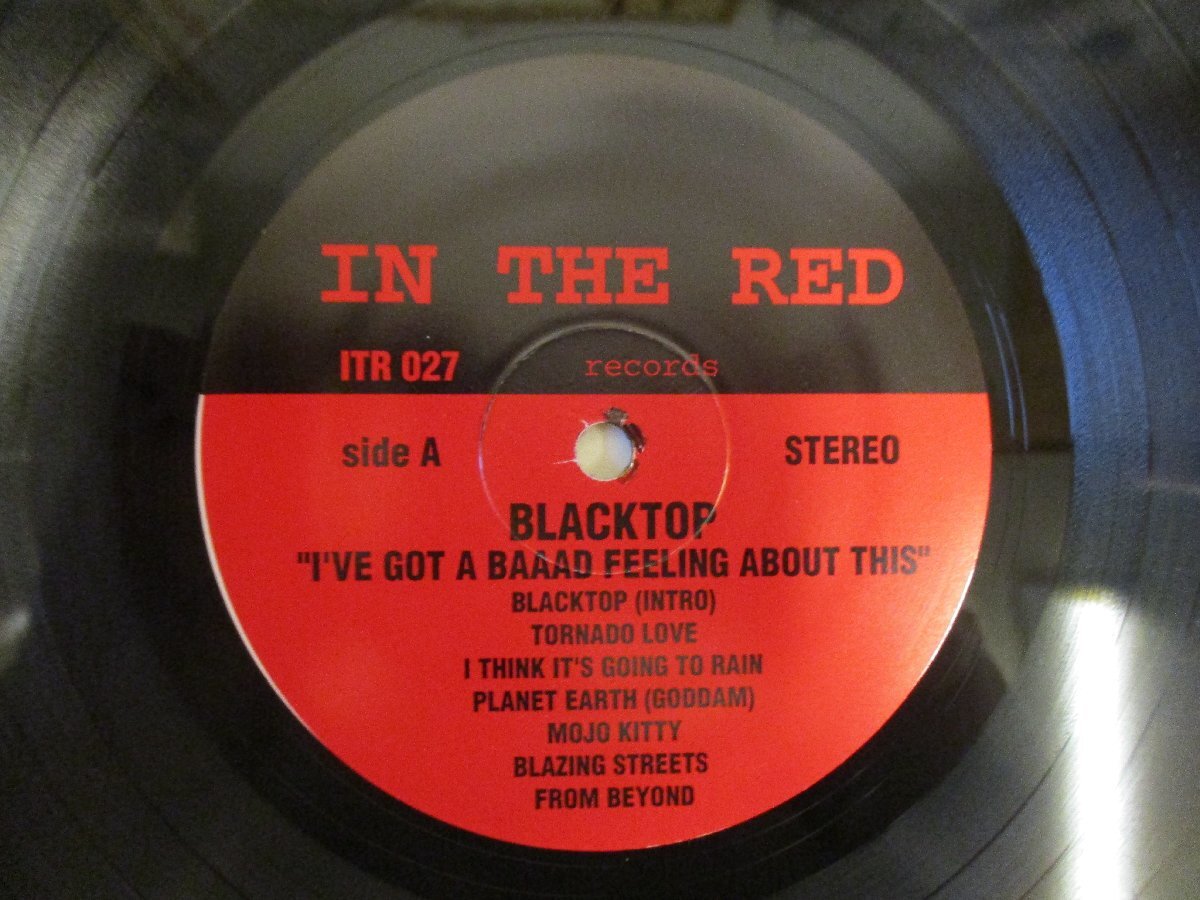 IN THE RED
ITR 027 records
side A STEREO
BLACKTOP
"I'VE GOT A BAAAD FEELING ABOUT THIS"
BLACKTOP (INTRO)
TORNADO LOVE
I THINK IT'S GOING TO RAIN
PLANET EARTH (GODDAM)
MOJO KITTY
BLAZING STREETS
FROM BEYOND